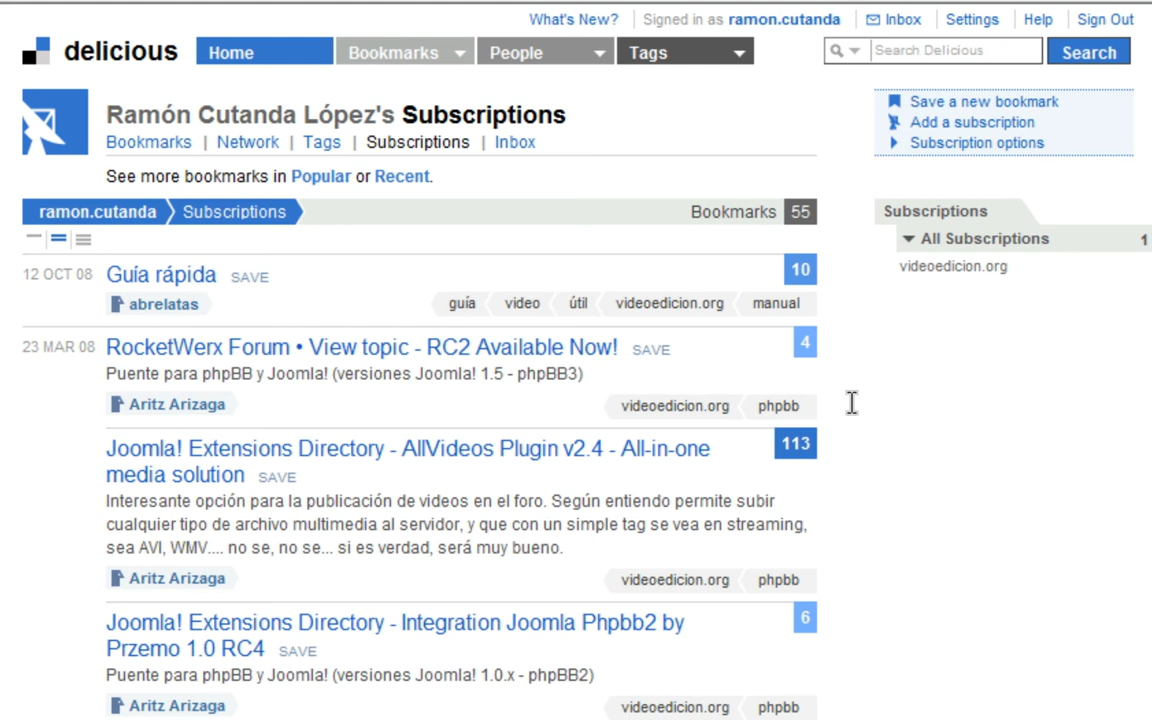 What's New? Signed in as ramon.cutanda Inbox Settings Help Sign Out
delicious Home Bookmarks People Tags Search Delicious Search
Ramón Cutanda López's Subscriptions
Bookmarks | Network | Tags | Subscriptions | Inbox
See more bookmarks in Popular or Recent.
Save a new bookmark
Add a subscription
Subscription options
ramon.cutanda Subscriptions Bookmarks 55
Subscriptions
All Subscriptions 1
videoedicion.org
12 OCT 08 Guía rápida SAVE 10
abrelatas guía video útil videoedicion.org manual
23 MAR 08 RocketWerx Forum • View topic - RC2 Available Now! SAVE 4
Puente para phpBB y Joomla! (versiones Joomla! 1.5 - phpBB3)
Aritz Arizaga videoedicion.org phpbb
Joomla! Extensions Directory - AllVideos Plugin v2.4 - All-in-one 113
media solution SAVE
Interesante opción para la publicación de videos en el foro. Según entiendo permite subir
cualquier tipo de archivo multimedia al servidor, y que con un simple tag se vea en streaming,
sea AVI, WMV.... no se, no se... si es verdad, será muy bueno.
Aritz Arizaga videoedicion.org phpbb
Joomla! Extensions Directory - Integration Joomla Phpbb2 by 6
Przemo 1.0 RC4 SAVE
Puente para phpBB y Joomla! (versiones Joomla! 1.0.x - phpBB2)
Aritz Arizaga videoedicion.org phpbb